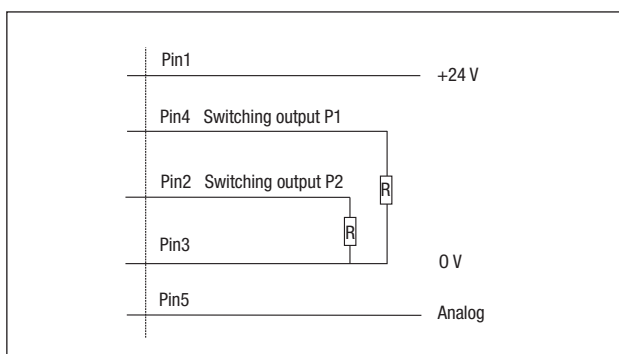 Pin1
+24 V
Pin4 Switching output P1
Pin2 Switching output P2
R
R
Pin3
0 V
Pin5
Analog